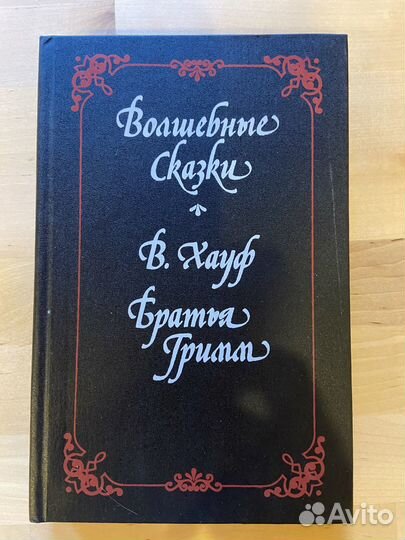 Волшебные
Сказки
В. Хауф
Братья
Гримм
Avito